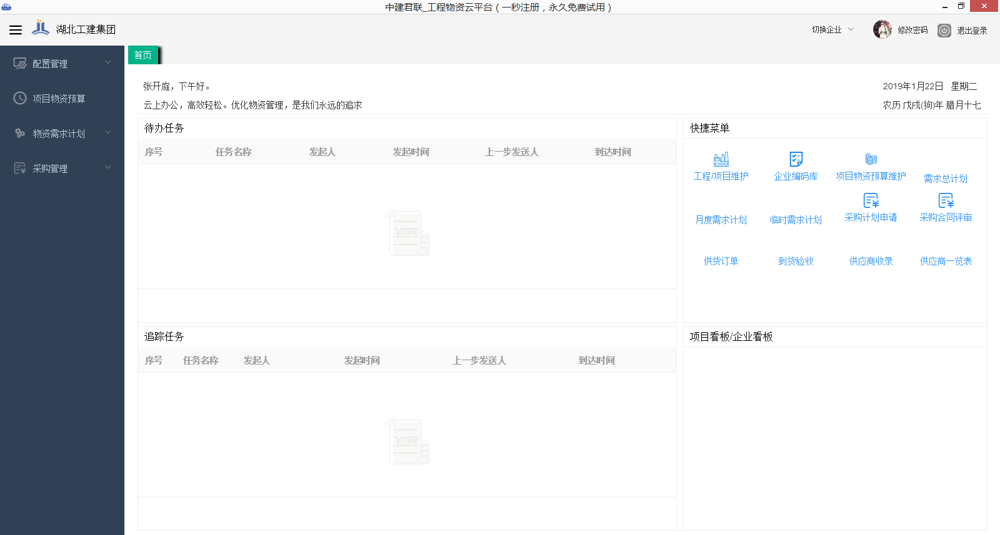 中建君联_工程物资云平台（一秒注册，永久免费试用）
JUNNY
湖北工建集团
切换企业
修改密码
退出登录
首页
配置管理
项目物资预算
物资需求计划
采购管理
张开庭，下午好。
2019年1月22日 星期二
云上办公，高效轻松。优化物资管理，是我们永远的追求
农历 戊戌(狗)年 腊月十七
待办任务
序号 任务名称 发起人 发起时间 上一步发送人 到达时间
暂无数据
快捷菜单
工程/项目维护 企业编码库 项目物资预算维护 需求总计划
月度需求计划 临时需求计划 采购计划申请 采购合同评审
供货订单 到货验收 供应商收录 供应商一览表
追踪任务
序号 任务名称 发起人 发起时间 上一步发送人 到达时间
暂无数据
项目看板/企业看板